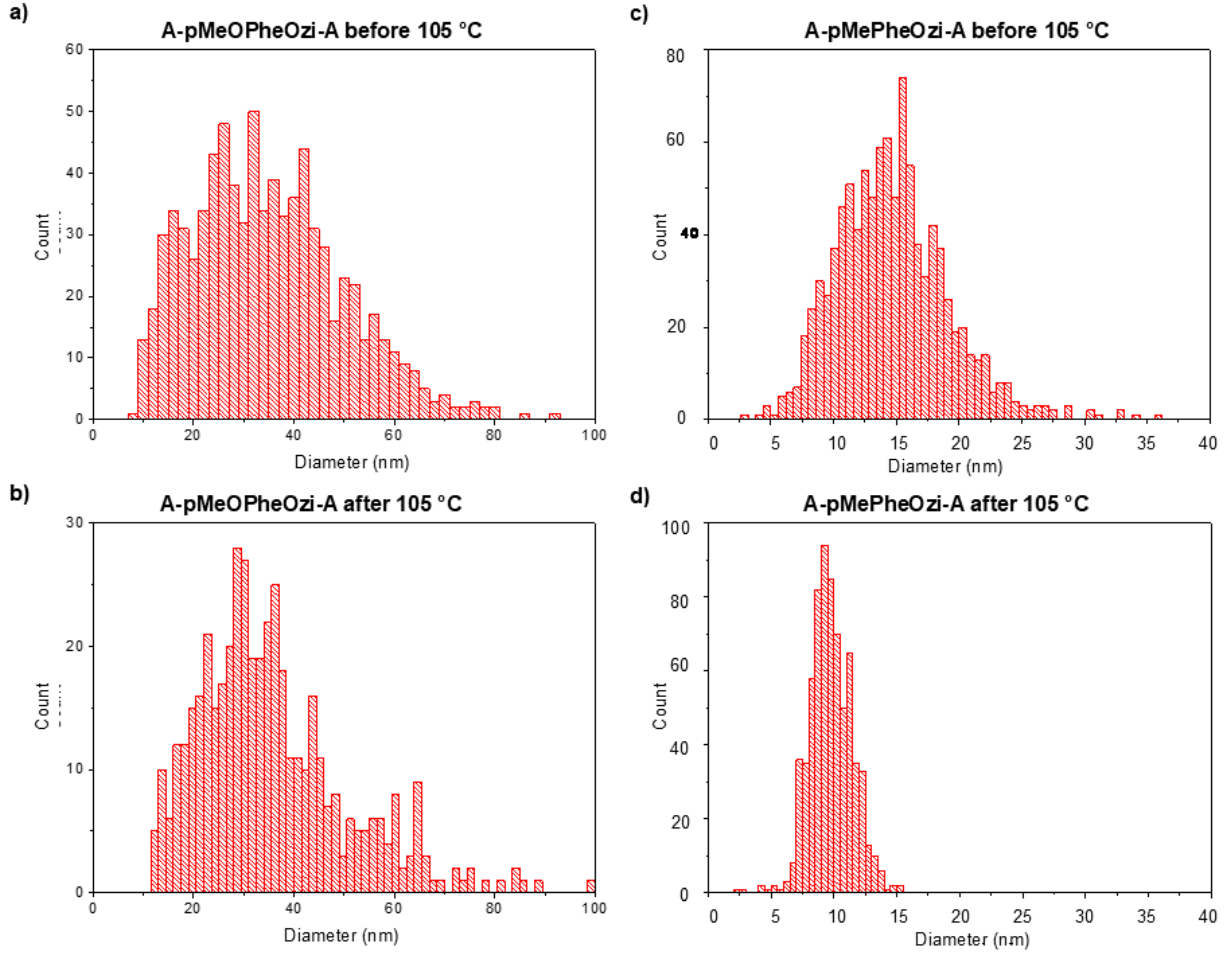 a)
A-pMeOPheOzi-A before 105 °C
60
50
40
30
20
10
0
Count
0 20 40 60 80 100
Diameter (nm)
c)
A-pMePheOzi-A before 105 °C
80
60
40
20
0
Count
0 5 10 15 20 25 30 35 40
Diameter (nm)
b)
A-pMeOPheOzi-A after 105 °C
30
20
10
0
Count
0 20 40 60 80 100
Diameter (nm)
d)
A-pMePheOzi-A after 105 °C
100
80
60
40
20
0
Count
0 5 10 15 20 25 30 35 40
Diameter (nm)